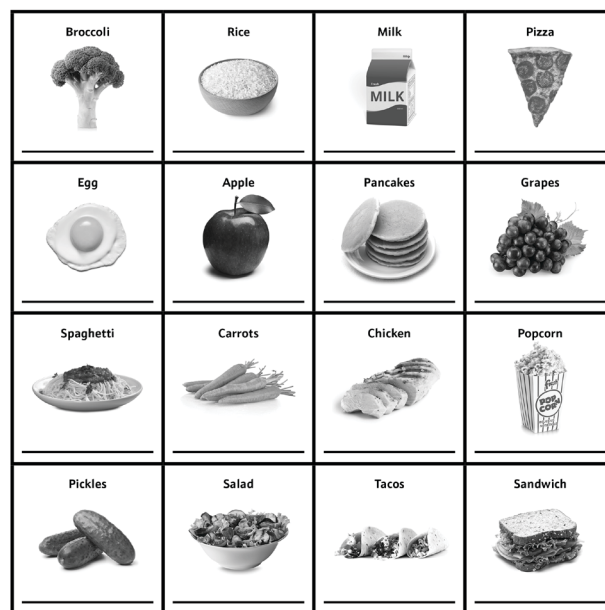 Broccoli
Rice
Milk
Pizza
MILK
Egg
Apple
Pancakes
Grapes
Spaghetti
Carrots
Chicken
Popcorn
POP
CORN
Pickles
Salad
Tacos
Sandwich